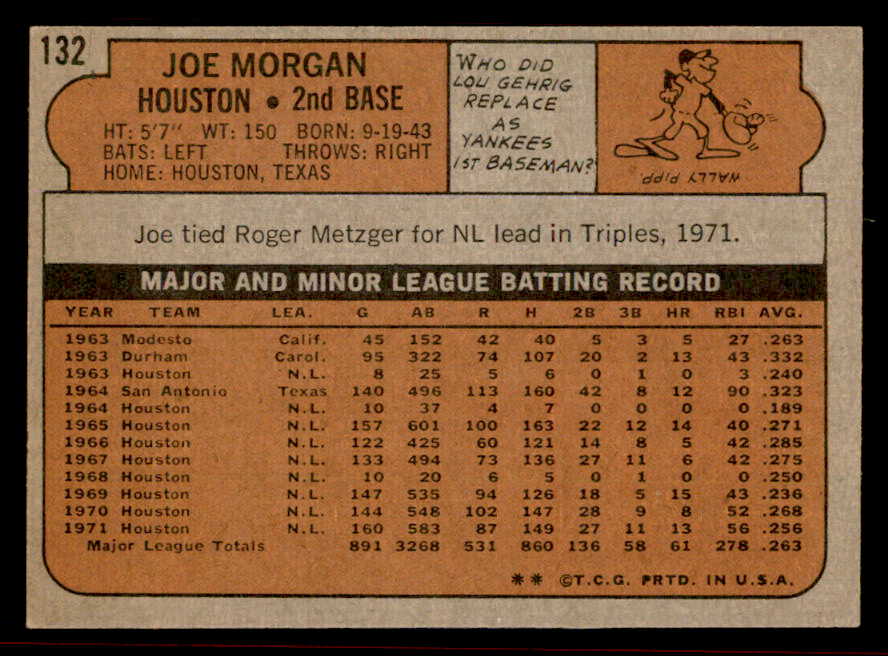 132
JOE MORGAN
HOUSTON • 2nd BASE
HT: 5'7" WT: 150 BORN: 9-19-43
BATS: LEFT THROWS: RIGHT
HOME: HOUSTON, TEXAS
WHO DID
LOU GEHRIG
REPLACE
AS
YANKEES
1ST BASEMAN?
WALLY PIPP
Joe tied Roger Metzger for NL lead in Triples, 1971.
MAJOR AND MINOR LEAGUE BATTING RECORD
YEAR TEAM LEA. G AB R H 2B 3B HR RBI AVG.
1963 Modesto Calif. 45 152 42 40 5 3 5 27 .263
1963 Durham Carol. 95 322 74 107 20 2 13 43 .332
1963 Houston N.L. 8 25 5 6 0 1 0 3 .240
1964 San Antonio Texas 140 496 113 160 42 8 12 90 .323
1964 Houston N.L. 10 37 4 7 0 0 0 0 .189
1965 Houston N.L. 157 601 100 163 22 12 14 40 .271
1966 Houston N.L. 122 425 60 121 14 8 5 42 .285
1967 Houston N.L. 133 494 73 136 27 11 6 42 .275
1968 Houston N.L. 10 20 6 5 0 1 0 0 .250
1969 Houston N.L. 147 535 94 126 18 5 15 43 .236
1970 Houston N.L. 144 548 102 147 28 9 8 52 .268
1971 Houston N.L. 160 583 87 149 27 11 13 56 .256
Major League Totals 891 3268 531 860 136 58 61 278 .263
** ©T.C.G. PRTD. IN U.S.A.